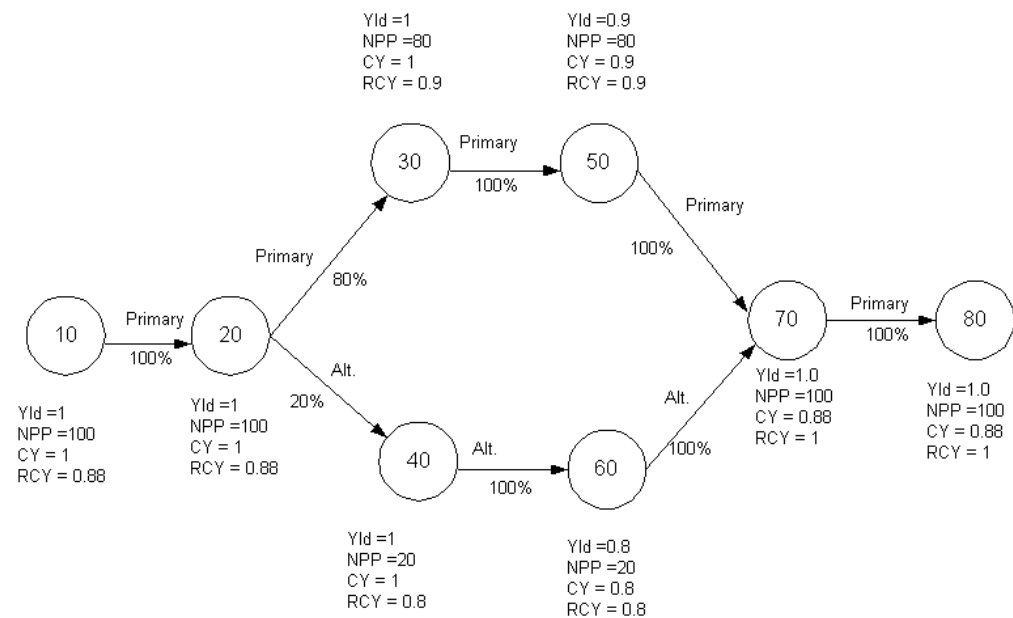 Yld =1
NPP =80
CY = 1
RCY = 0.9
Yld =0.9
NPP =80
CY = 0.9
RCY = 0.9
30
Primary
100%
50
Primary
80%
Primary
100%
10
Primary
100%
20
Alt.
20%
70
Primary
100%
80
Yld =1
NPP =100
CY = 1
RCY = 0.88
Yld =1
NPP =100
CY = 1
RCY = 0.88
40
Alt.
100%
60
Alt.
100%
Yld =1.0
NPP =100
CY = 0.88
RCY = 1
Yld =1.0
NPP =100
CY = 0.88
RCY = 1
Yld =1
NPP =20
CY = 1
RCY = 0.8
Yld =0.8
NPP =20
CY = 0.8
RCY = 0.8